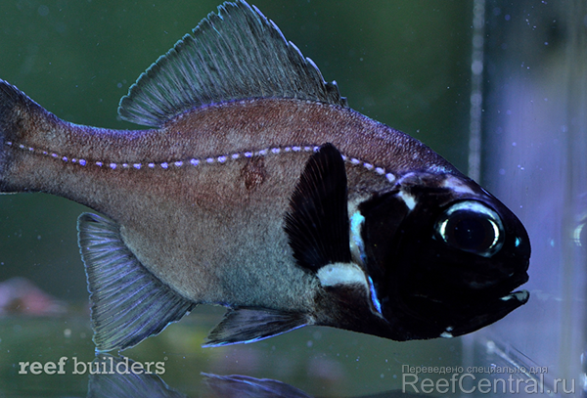 reef builders
Переведено специально для
ReefCentral.ru